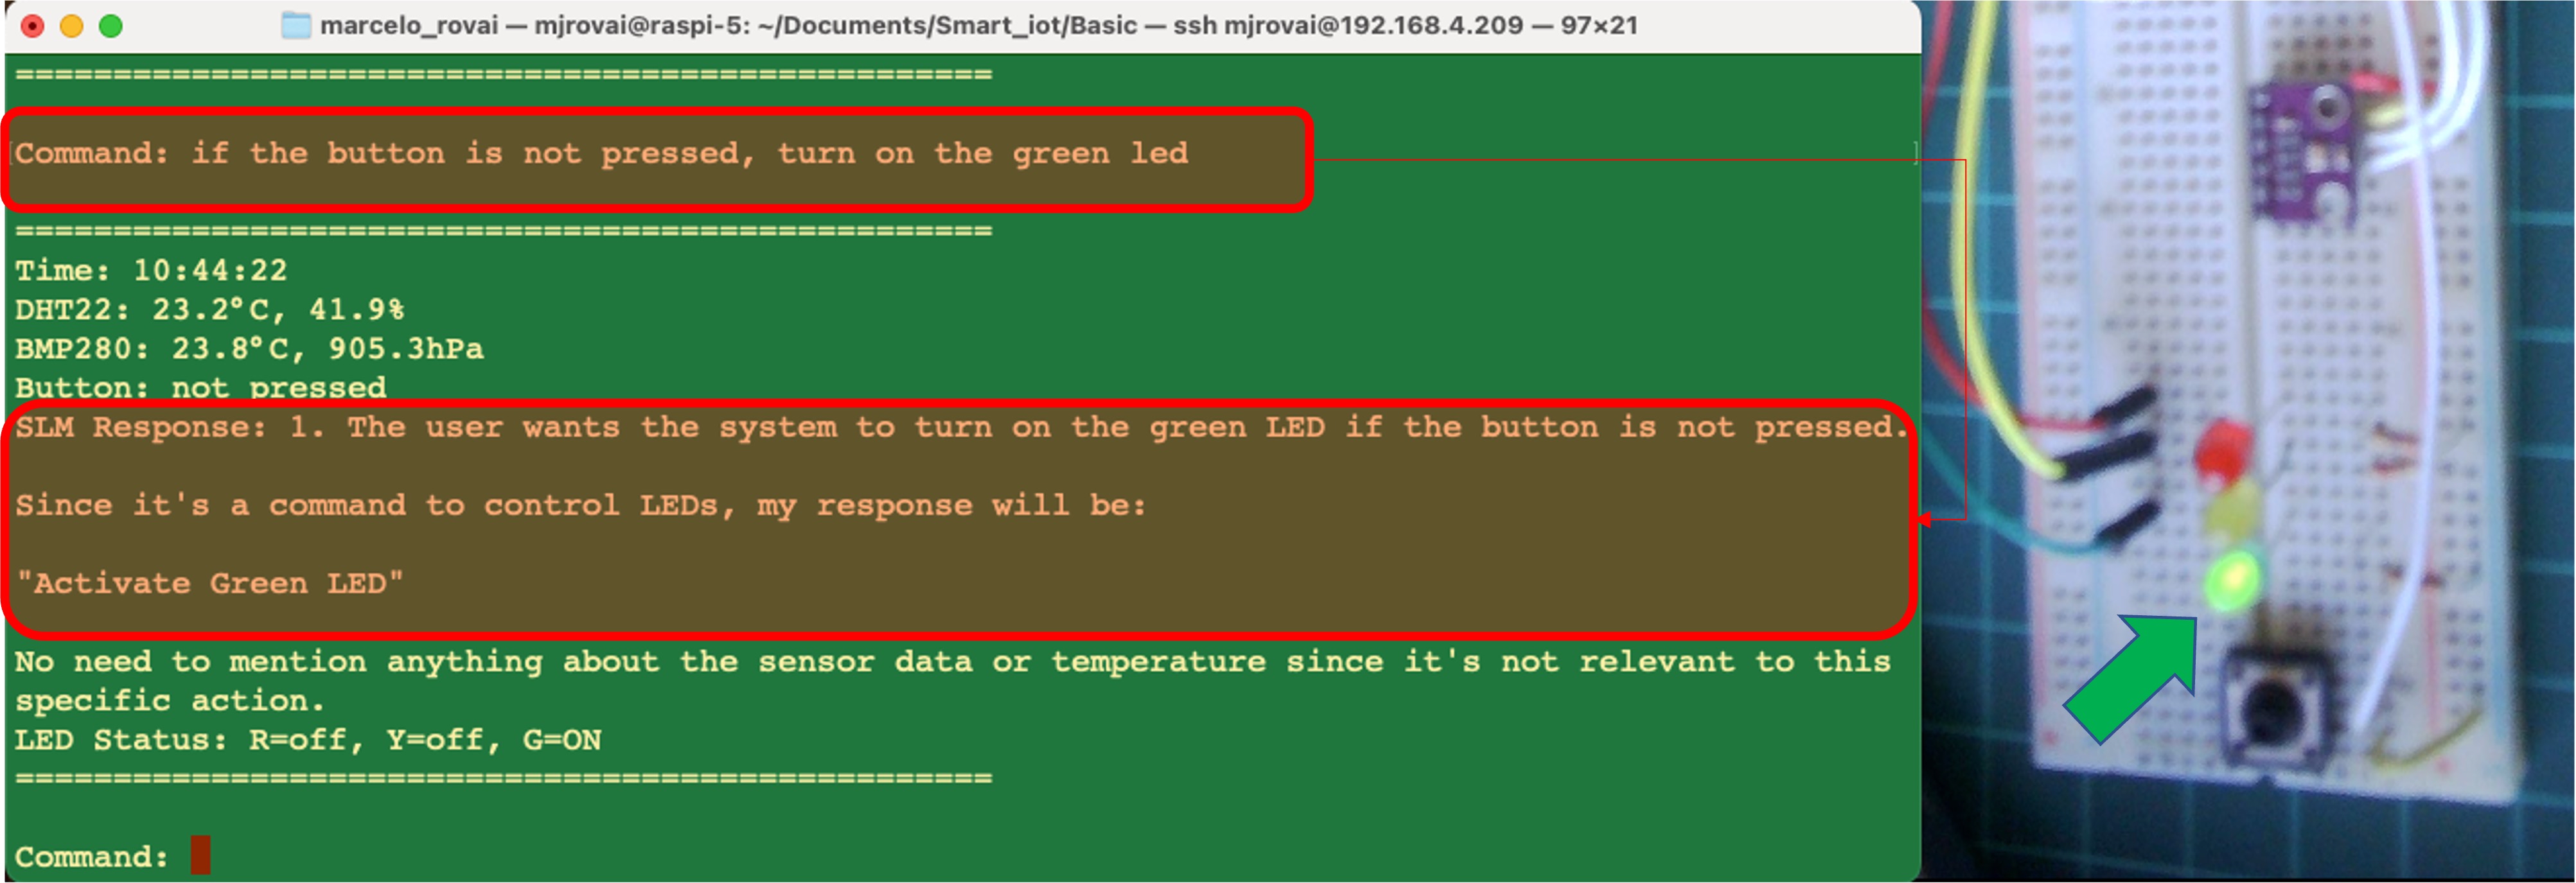 marcelo_rovai — mjrovai@raspi-5: ~/Documents/Smart_iot/Basic — ssh mjrovai@192.168.4.209 — 97×21
==================================================
[Command: if the button is not pressed, turn on the green led ]
==================================================
Time: 10:44:22
DHT22: 23.2°C, 41.9%
BMP280: 23.8°C, 905.3hPa
Button: not pressed
SLM Response: 1. The user wants the system to turn on the green LED if the button is not pressed.
Since it's a command to control LEDs, my response will be:
"Activate Green LED"
No need to mention anything about the sensor data or temperature since it's not relevant to this
specific action.
LED Status: R=off, Y=off, G=ON
==================================================
Command: